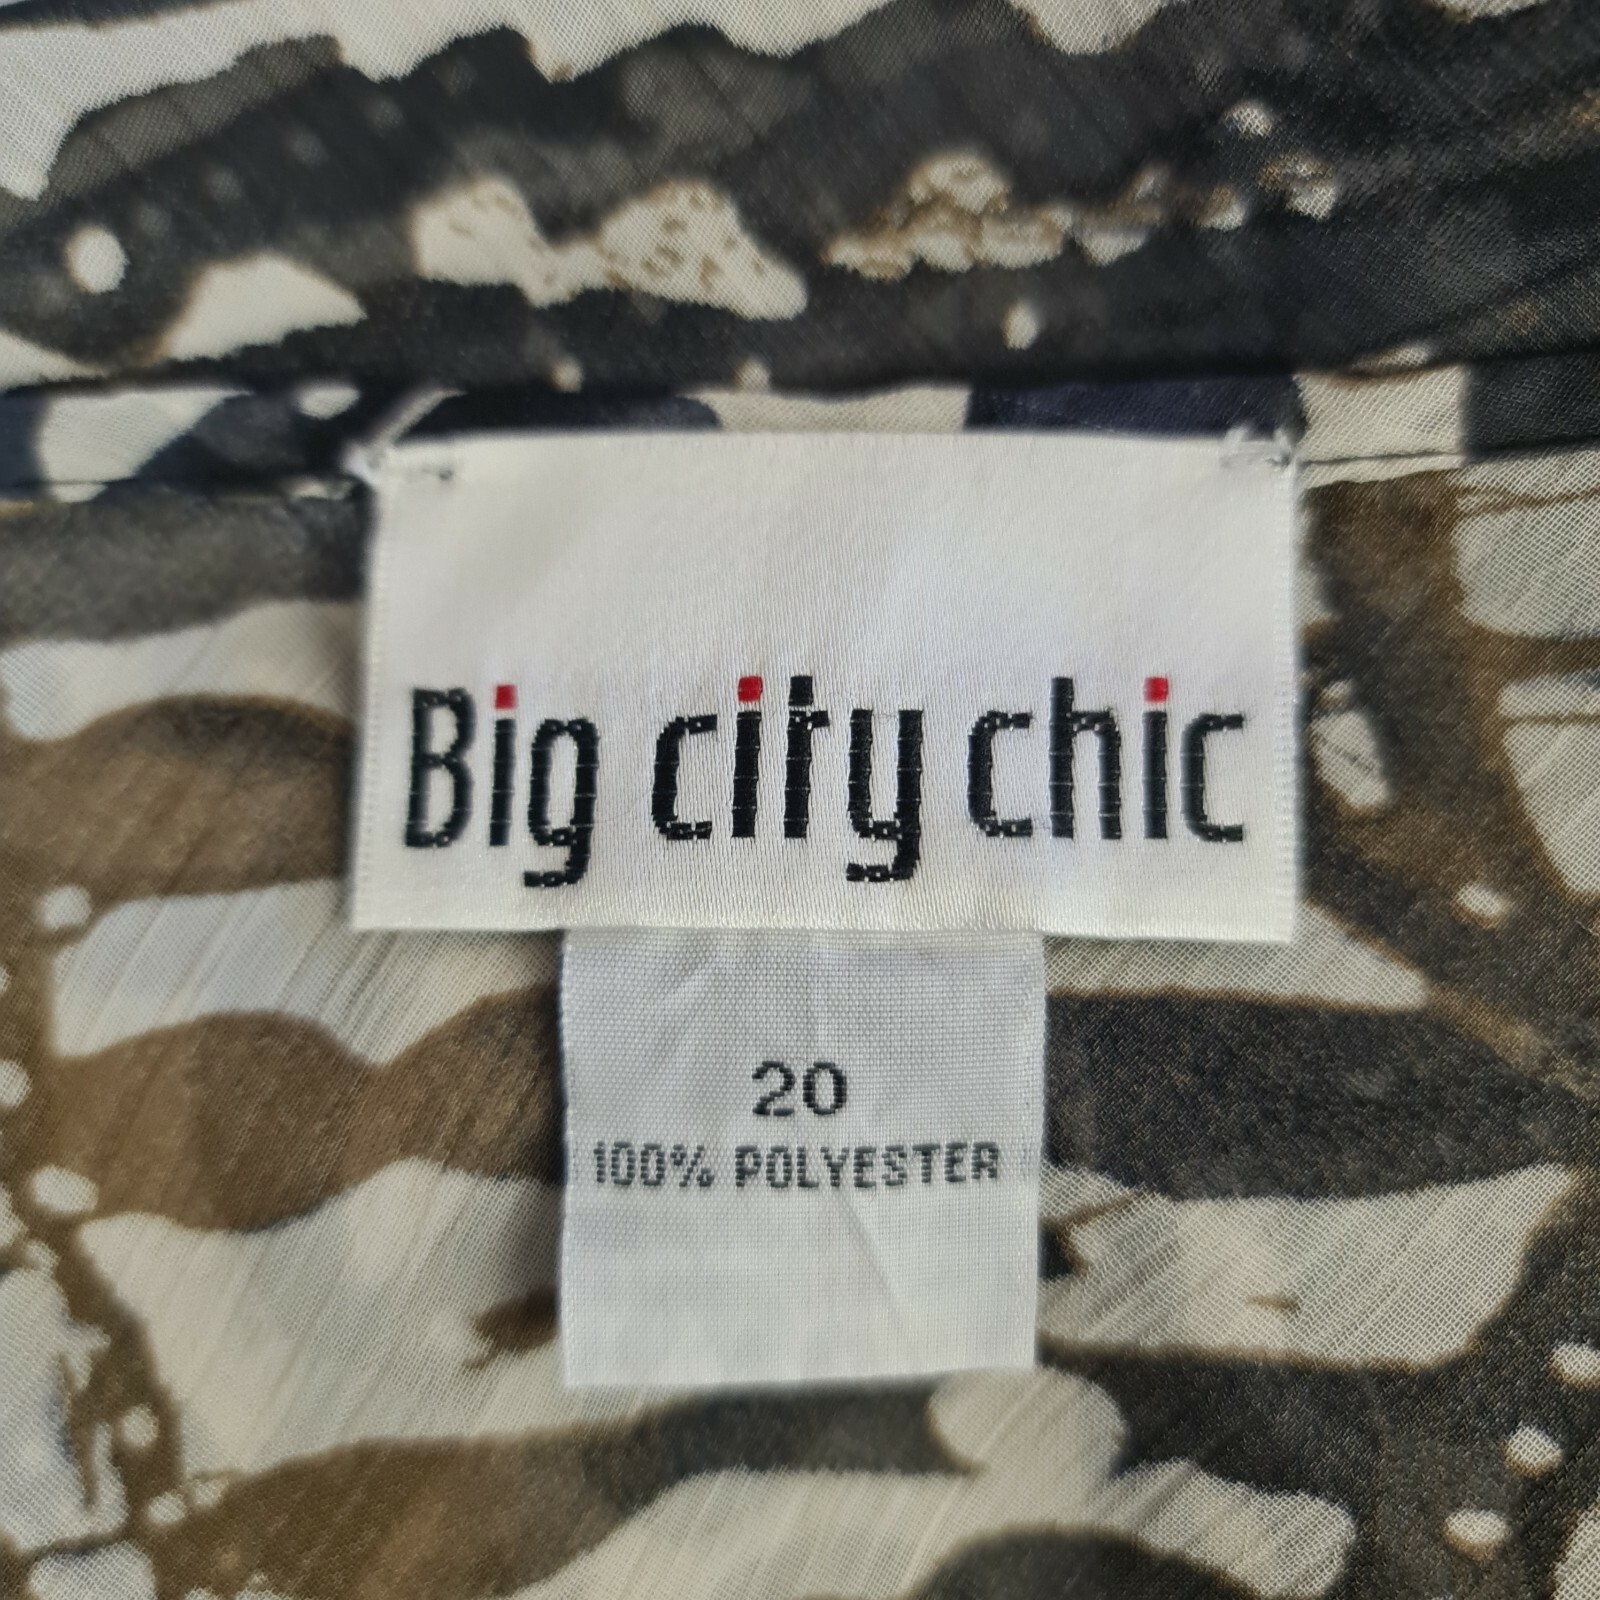 Big city chic
20
100% POLYESTER